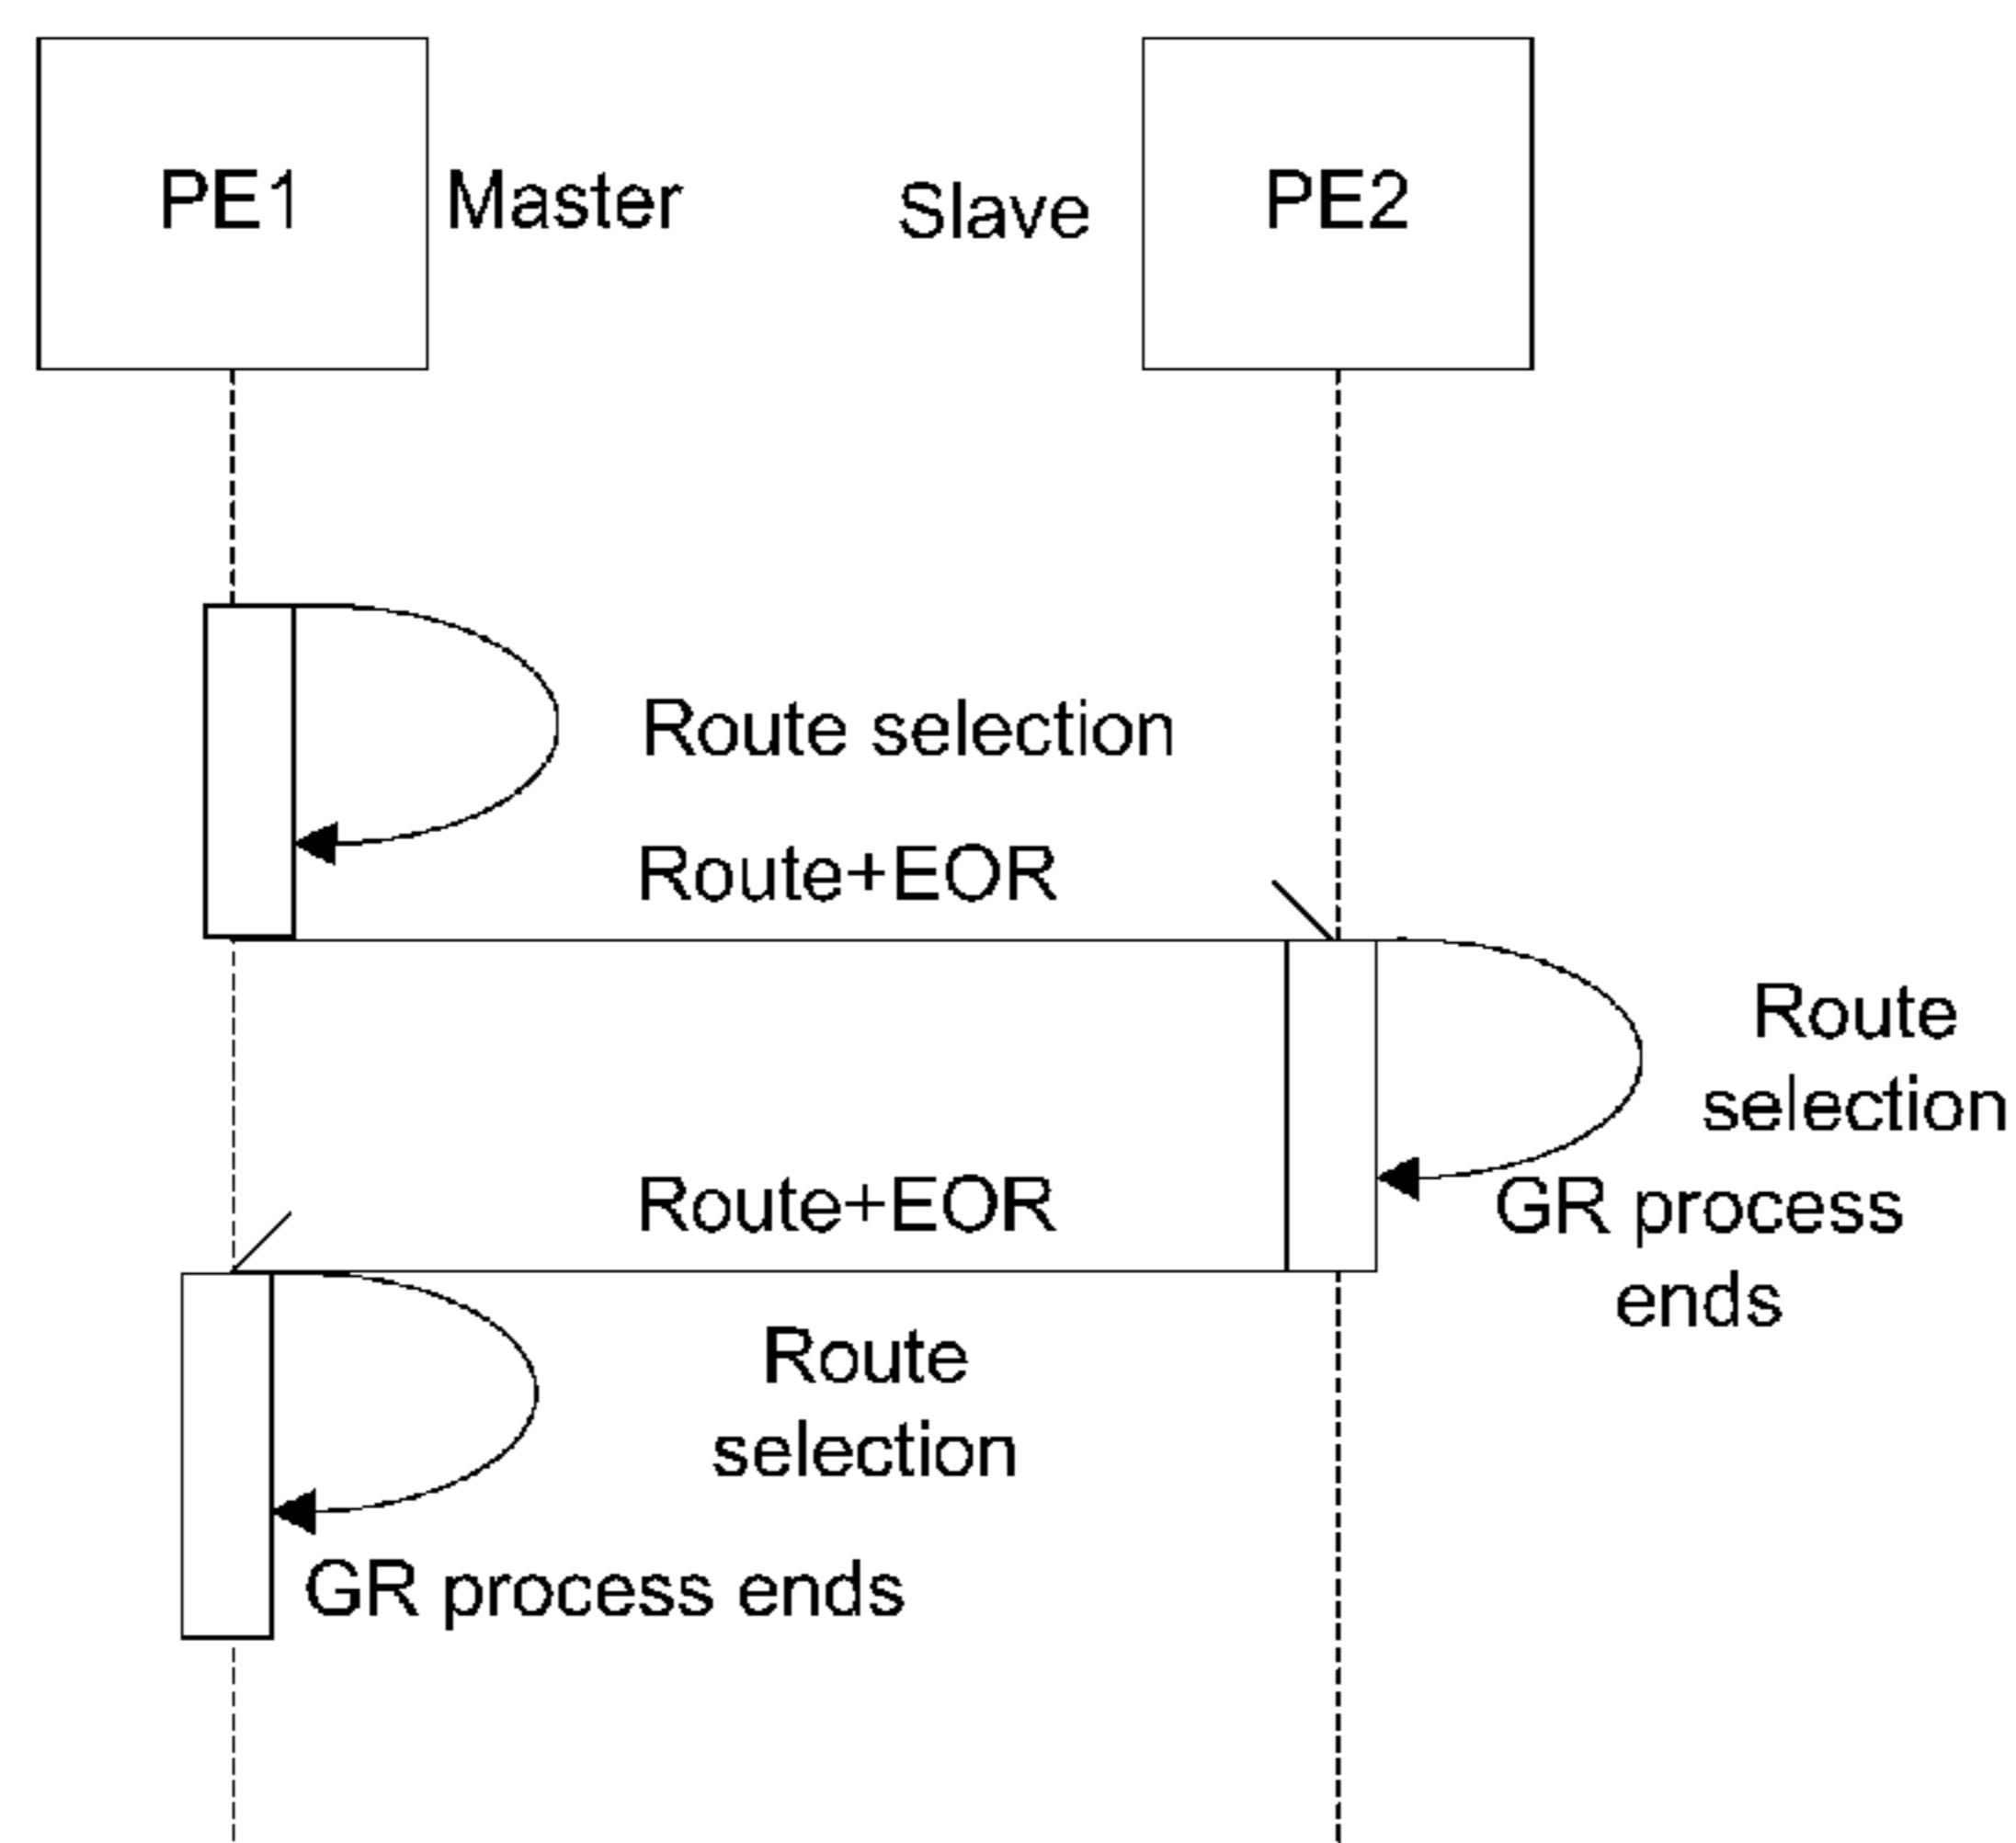 PE1
Master
Slave
PE2
Route selection
Route+EOR
Route
selection
GR process
ends
Route+EOR
Route
selection
GR process ends